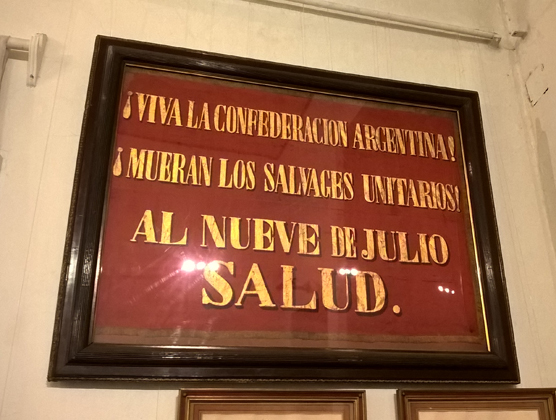 ¡VIVA LA CONFEDERACION ARGENTINA!
¡MUERAN LOS SALVAGES UNITARIOS!
AL NUEVE DE JULIO
SALUD.